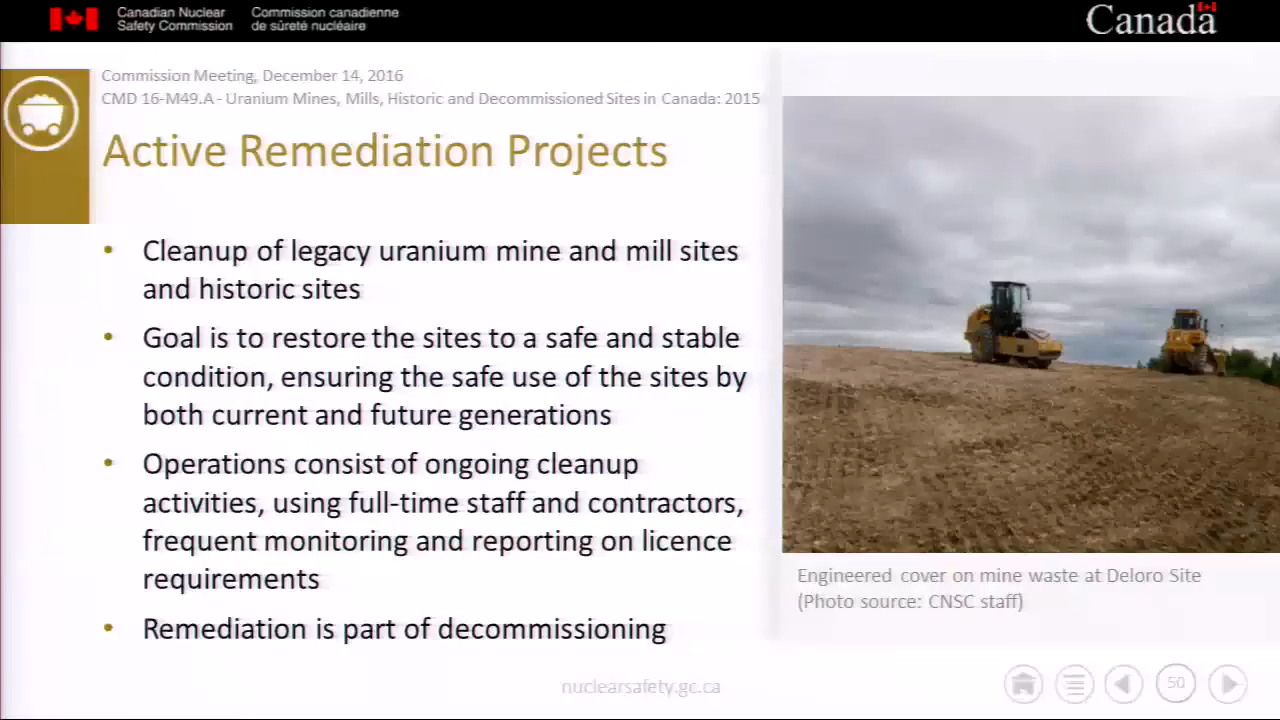 Canadian Nuclear
Safety Commission
Commission canadienne
de sûreté nucléaire
Canada
Commission Meeting, December 14, 2016
CMD 16-M49.A - Uranium Mines, Mills, Historic and Decommissioned Sites in Canada: 2015
Active Remediation Projects
• Cleanup of legacy uranium mine and mill sites
and historic sites
• Goal is to restore the sites to a safe and stable
condition, ensuring the safe use of the sites by
both current and future generations
• Operations consist of ongoing cleanup
activities, using full-time staff and contractors,
frequent monitoring and reporting on licence
requirements
• Remediation is part of decommissioning
Engineered cover on mine waste at Deloro Site
(Photo source: CNSC staff)
nuclearsafety.gc.ca
50